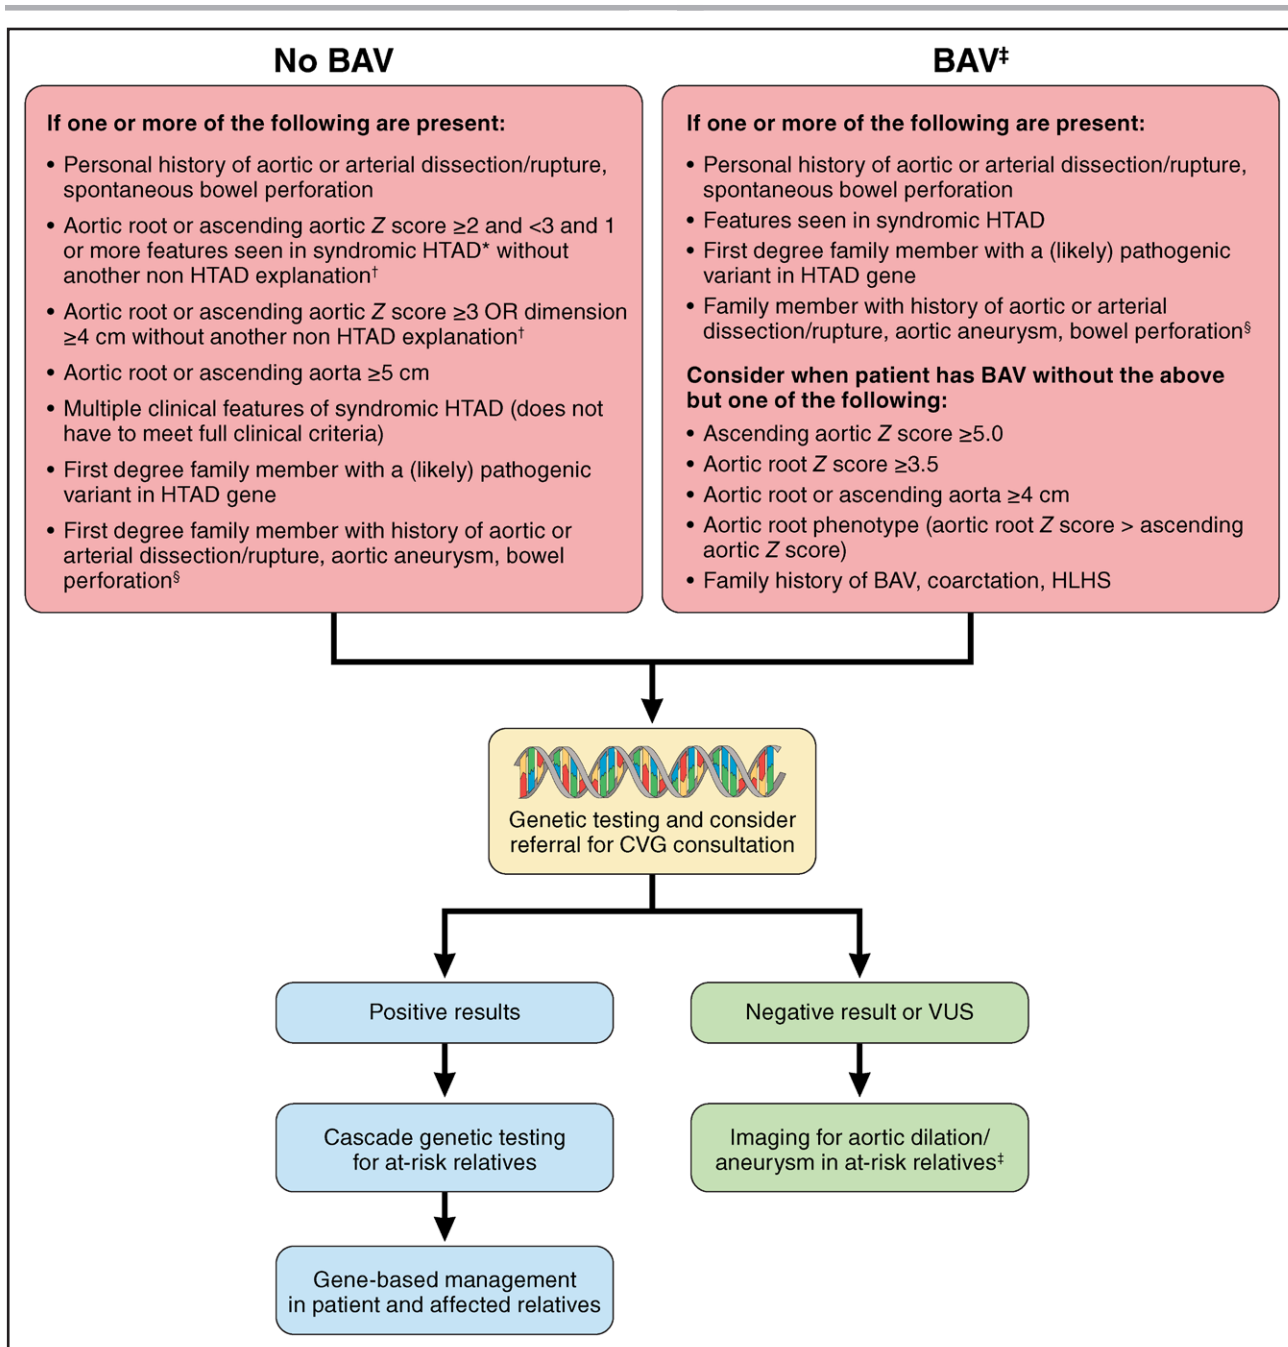 No BAV
If one or more of the following are present:
• Personal history of aortic or arterial dissection/rupture,
spontaneous bowel perforation
• Aortic root or ascending aortic Z score ≥2 and <3 and 1
or more features seen in syndromic HTAD* without
another non HTAD explanation†
• Aortic root or ascending aortic Z score ≥3 OR dimension
≥4 cm without another non HTAD explanation†
• Aortic root or ascending aorta ≥5 cm
• Multiple clinical features of syndromic HTAD (does not
have to meet full clinical criteria)
• First degree family member with a (likely) pathogenic
variant in HTAD gene
• First degree family member with history of aortic or
arterial dissection/rupture, aortic aneurysm, bowel
perforation§
BAV‡
If one or more of the following are present:
• Personal history of aortic or arterial dissection/rupture,
spontaneous bowel perforation
• Features seen in syndromic HTAD
• First degree family member with a (likely) pathogenic
variant in HTAD gene
• Family member with history of aortic or arterial
dissection/rupture, aortic aneurysm, bowel perforation§
Consider when patient has BAV without the above
but one of the following:
• Ascending aortic Z score ≥5.0
• Aortic root Z score ≥3.5
• Aortic root or ascending aorta ≥4 cm
• Aortic root phenotype (aortic root Z score > ascending
aortic Z score)
• Family history of BAV, coarctation, HLHS
Genetic testing and consider
referral for CVG consultation
Positive results
Negative result or VUS
Cascade genetic testing
for at-risk relatives
Imaging for aortic dilation/
aneurysm in at-risk relatives‡
Gene-based management
in patient and affected relatives